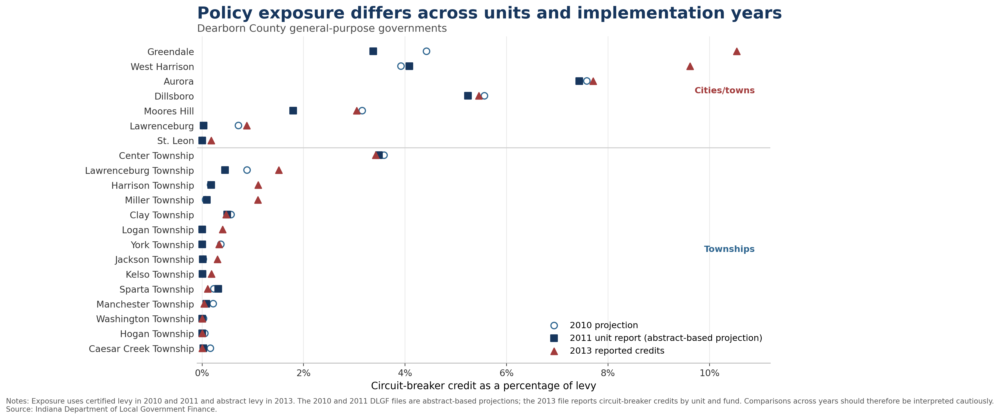 Policy exposure differs across units and implementation years
Dearborn County general-purpose governments
Greendale
West Harrison
Aurora
Cities/towns
Dillsboro
Moores Hill
Lawrenceburg
St. Leon
Center Township
Lawrenceburg Township
Harrison Township
Miller Township
Clay Township
Logan Township
York Township
Townships
Jackson Township
Kelso Township
Sparta Township
Manchester Township
Washington Township
Hogan Township
Caesar Creek Township
2010 projection
2011 unit report (abstract-based projection)
2013 reported credits
0% 2% 4% 6% 8% 10%
Circuit-breaker credit as a percentage of levy
Notes: Exposure uses certified levy in 2010 and 2011 and abstract levy in 2013. The 2010 and 2011 DLGF files are abstract-based projections; the 2013 file reports circuit-breaker credits by unit and fund. Comparisons across years should therefore be interpreted cautiously.
Source: Indiana Department of Local Government Finance.